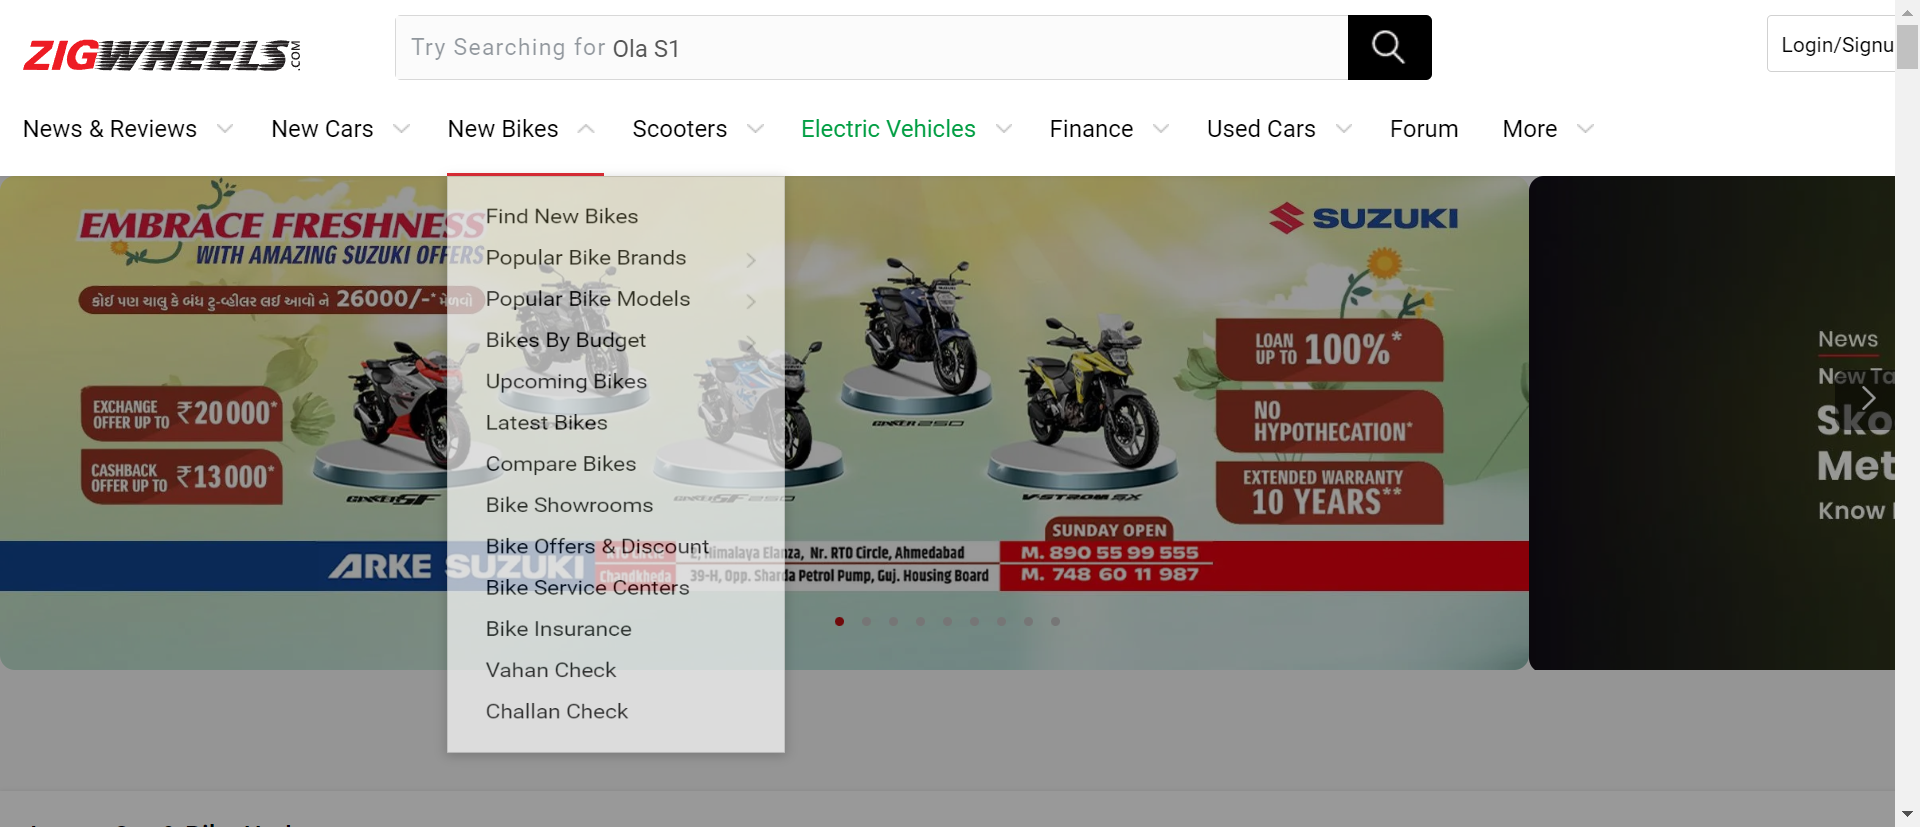 ZIGWHEELS.COM
Try Searching for Ola S1
Login/Signu
News & Reviews
New Cars
New Bikes
Scooters
Electric Vehicles
Finance
Used Cars
Forum
More
Find New Bikes
Popular Bike Brands
Popular Bike Models
Bikes By Budget
Upcoming Bikes
Latest Bikes
Compare Bikes
Bike Showrooms
Bike Offers & Discount
Bike Service Centers
Bike Insurance
Vahan Check
Challan Check
EMBRACE FRESHNESS
WITH AMAZING SUZUKI OFFERS
કોઈ પણ ચાલુ કે બંધ ટુ-વ્હીલર લઈ આવો ને 26000/-* મેળવો
EXCHANGE
OFFER UP TO ₹20000*
CASHBACK
OFFER UP TO ₹13000*
GIXXER SF
GIXXER SF 250
GIXXER 250
V-STROM SX
SUZUKI
LOAN
UP TO 100%*
NO
HYPOTHECATION*
EXTENDED WARRANTY
10 YEARS**
SUNDAY OPEN
ARKE SUZUKI
RTO Circle
2, Himalaya Elanza, Nr. RTO Circle, Ahmedabad
M. 890 55 99 555
Chandkheda
39-H, Opp. Sharda Petrol Pump, Guj. Housing Board
M. 748 60 11 987
News
New Ta
Sko
Met
Know